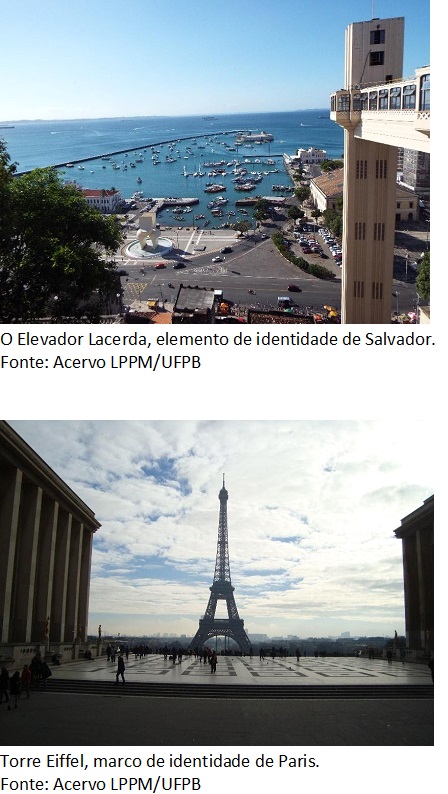 O Elevador Lacerda, elemento de identidade de Salvador.
Fonte: Acervo LPPM/UFPB
Torre Eiffel, marco de identidade de Paris.
Fonte: Acervo LPPM/UFPB